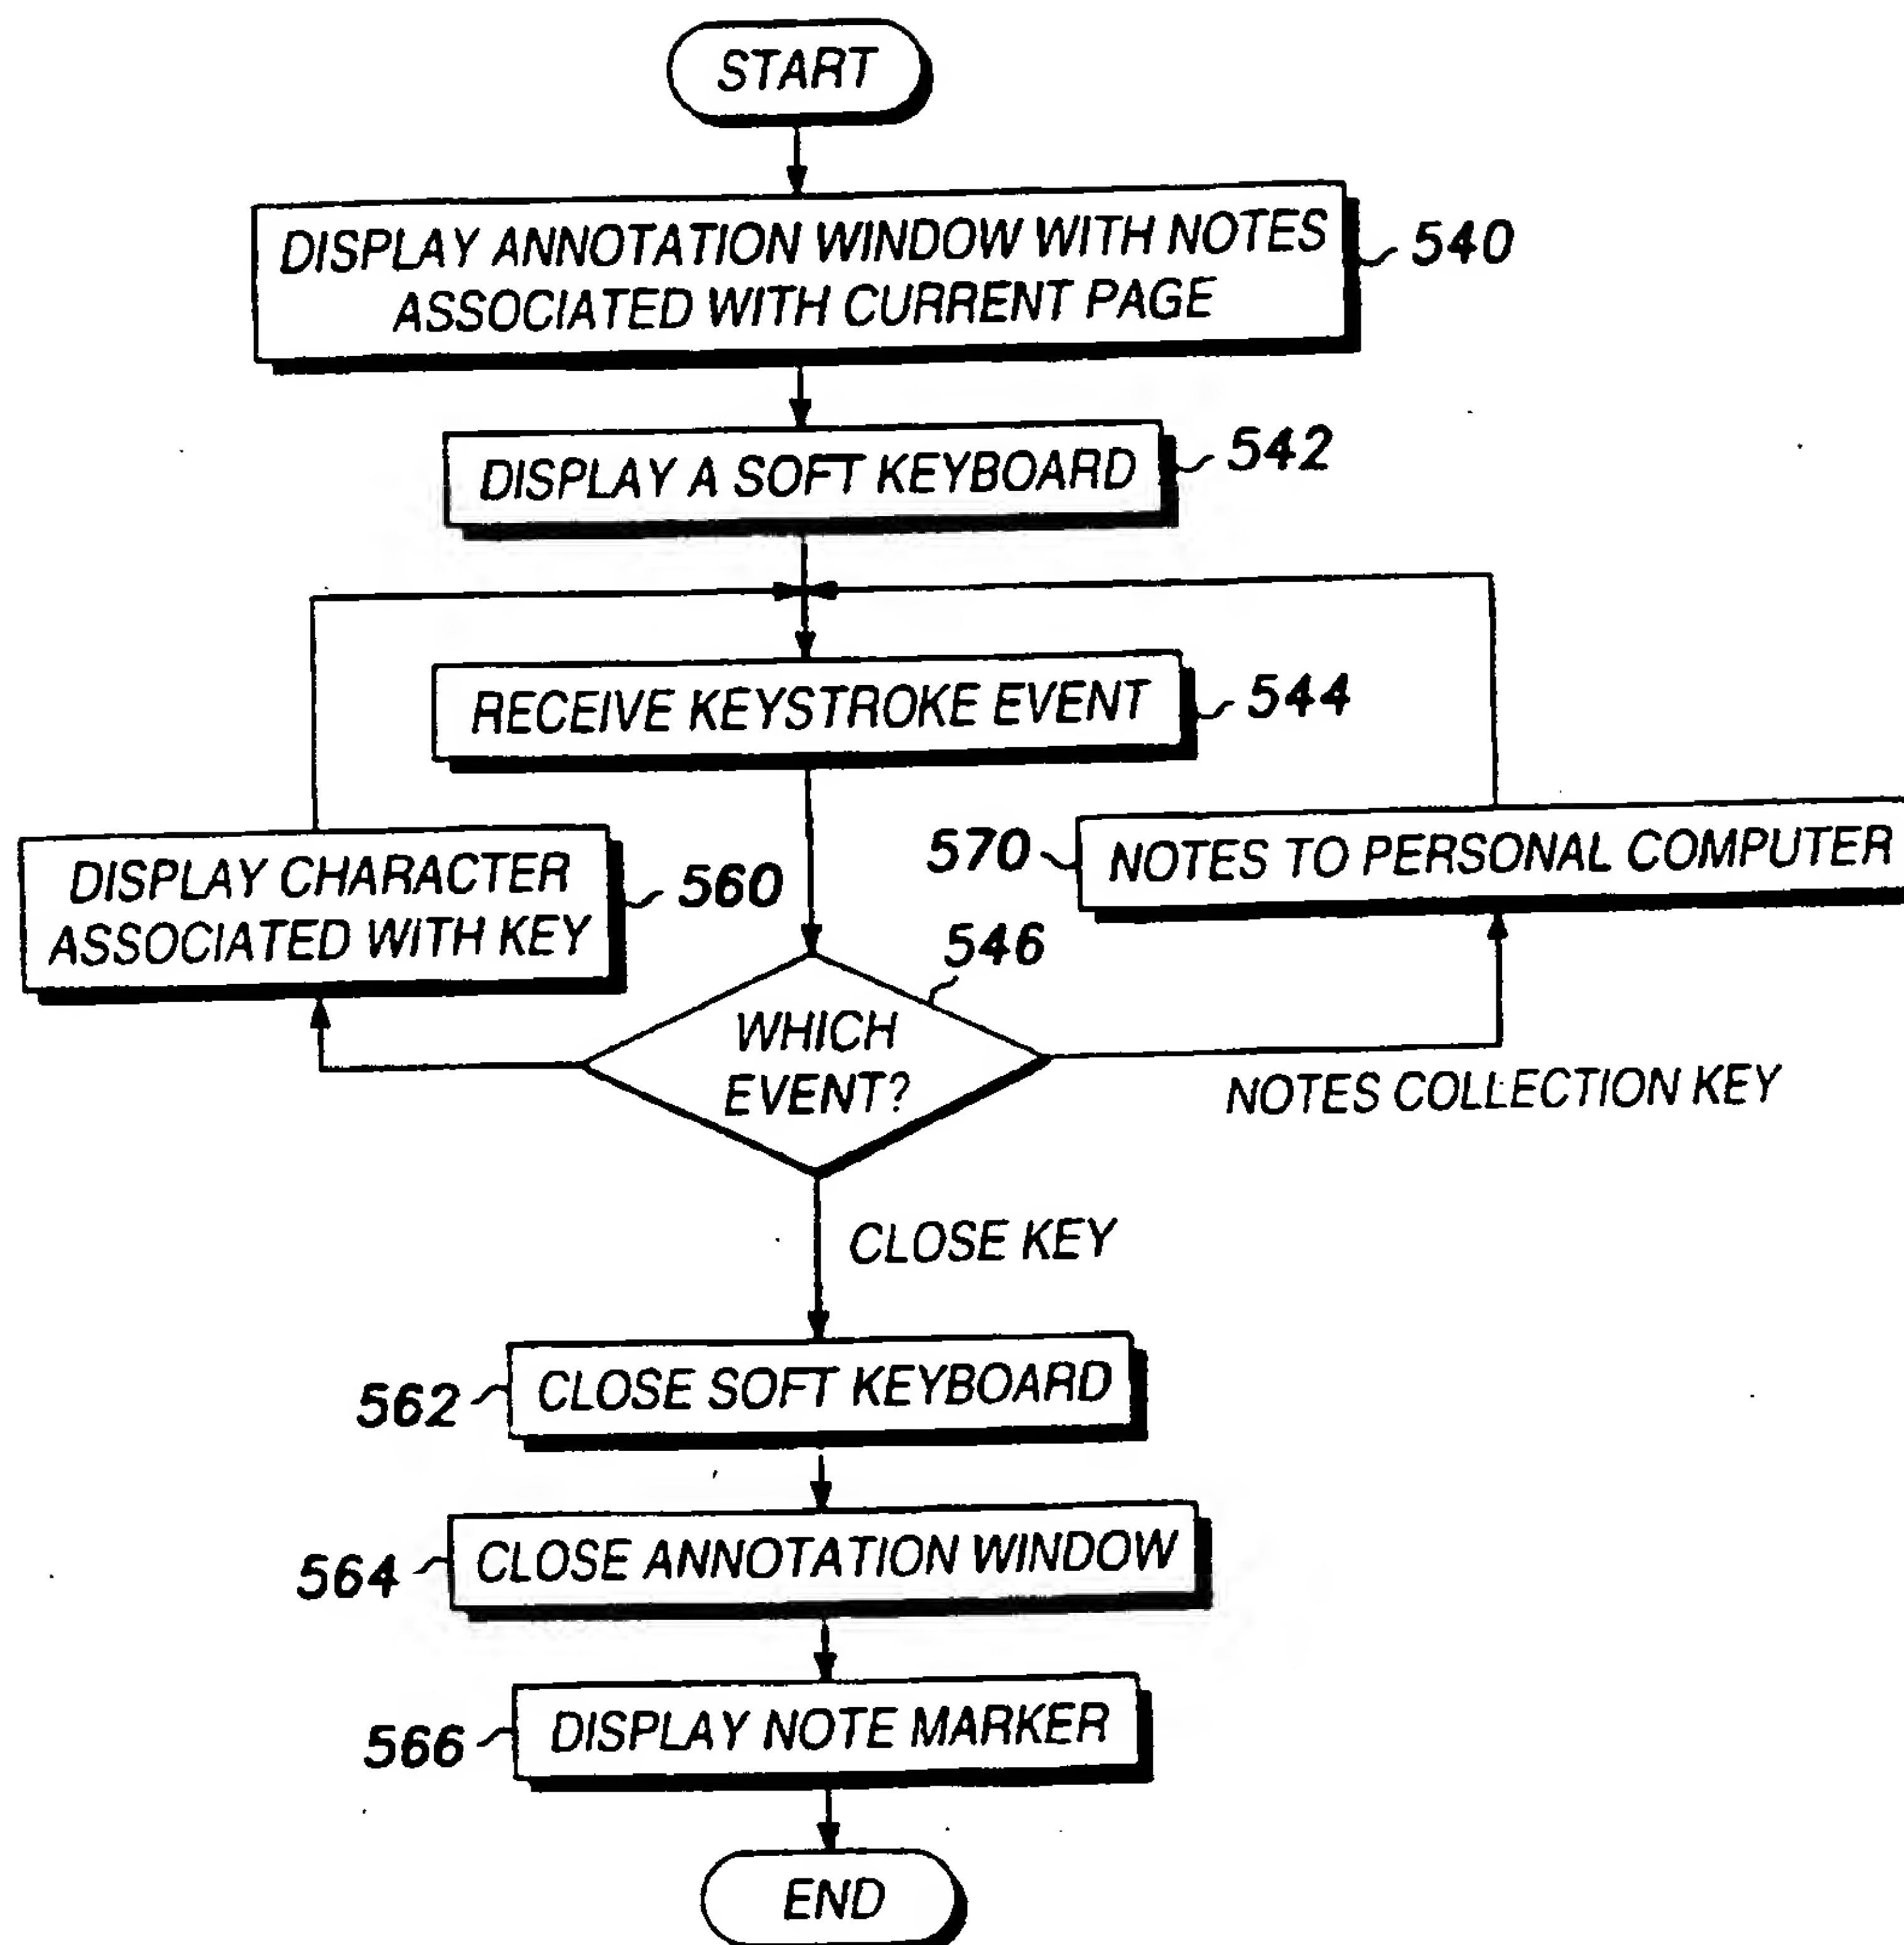 START
DISPLAY ANNOTATION WINDOW WITH NOTES
ASSOCIATED WITH CURRENT PAGE
540
DISPLAY A SOFT KEYBOARD
542
RECEIVE KEYSTROKE EVENT
544
DISPLAY CHARACTER
ASSOCIATED WITH KEY
560
570
NOTES TO PERSONAL COMPUTER
546
WHICH
EVENT?
NOTES COLLECTION KEY
CLOSE KEY
562
CLOSE SOFT KEYBOARD
564
CLOSE ANNOTATION WINDOW
566
DISPLAY NOTE MARKER
END